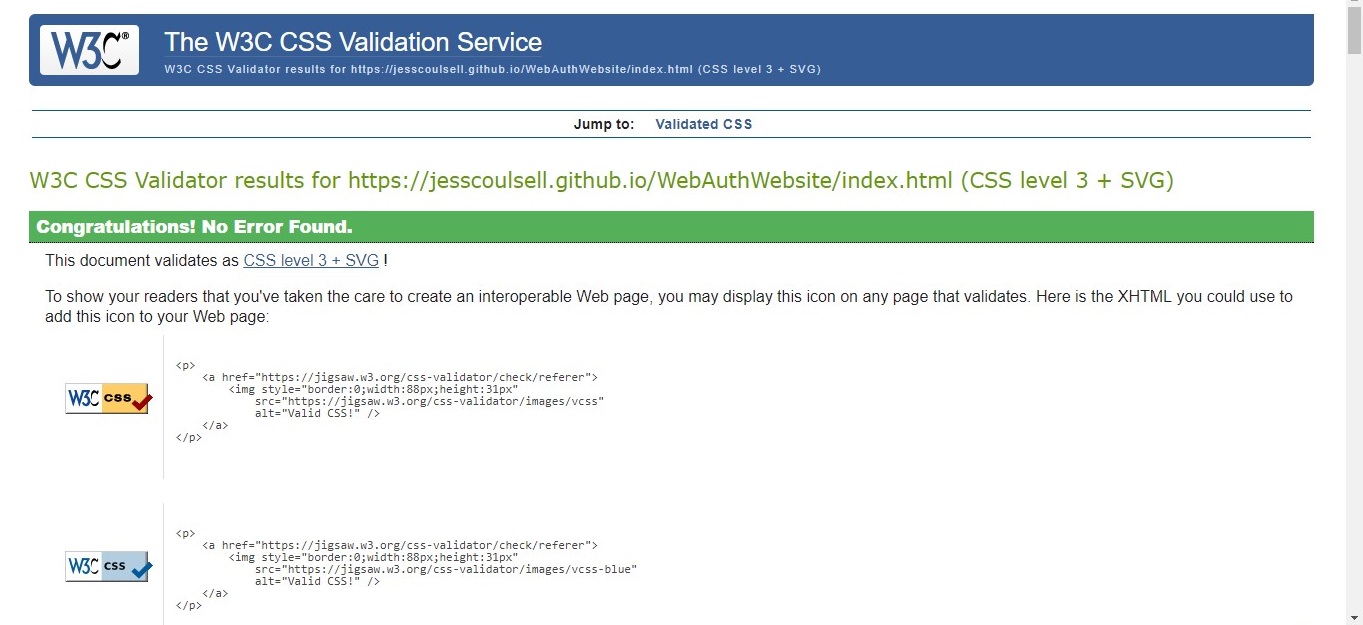 W3C®
The W3C CSS Validation Service
W3C CSS Validator results for https://jesscoulsell.github.io/WebAuthWebsite/index.html (CSS level 3 + SVG)
Jump to: Validated CSS
W3C CSS Validator results for https://jesscoulsell.github.io/WebAuthWebsite/index.html (CSS level 3 + SVG)
Congratulations! No Error Found.
This document validates as CSS level 3 + SVG !
To show your readers that you've taken the care to create an interoperable Web page, you may display this icon on any page that validates. Here is the XHTML you could use to
add this icon to your Web page:
W3C css
<p>
    <a href="https://jigsaw.w3.org/css-validator/check/referer">
        <img style="border:0;width:88px;height:31px"
            src="https://jigsaw.w3.org/css-validator/images/vcss"
            alt="Valid CSS!" />
    </a>
</p>
W3C css
<p>
    <a href="https://jigsaw.w3.org/css-validator/check/referer">
        <img style="border:0;width:88px;height:31px"
            src="https://jigsaw.w3.org/css-validator/images/vcss-blue"
            alt="Valid CSS!" />
    </a>
</p>